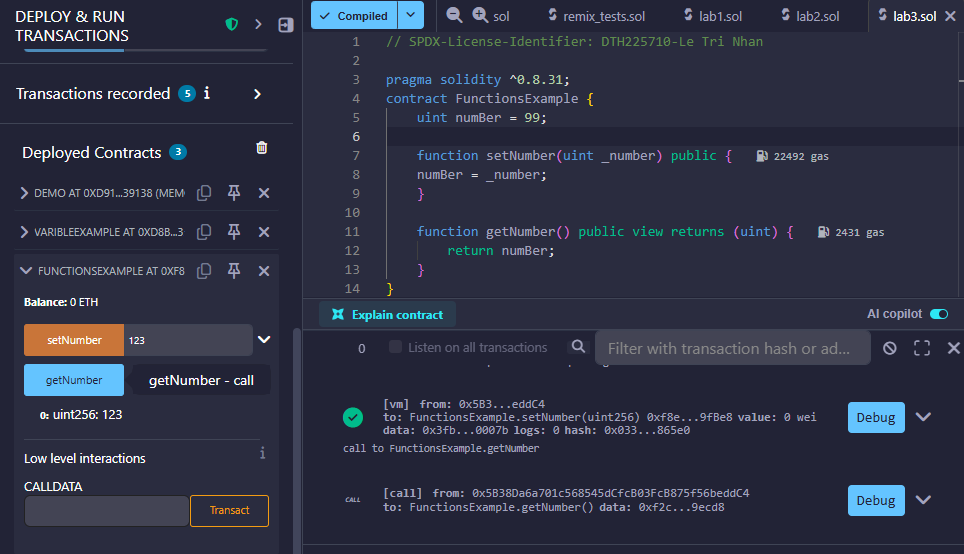 DEPLOY & RUN
TRANSACTIONS
Transactions recorded 5 i
Deployed Contracts 3
DEMO AT 0XD91...39138 (MEM
VARIBLEEXAMPLE AT 0XD8B...3
FUNCTIONSEXAMPLE AT 0XF8
Balance: 0 ETH
setNumber 123
getNumber getNumber - call
0: uint256: 123
Low level interactions i
CALLDATA
Transact
Compiled sol remix_tests.sol lab1.sol lab2.sol lab3.sol
1 // SPDX-License-Identifier: DTH225710-Le Tri Nhan
2
3 pragma solidity ^0.8.31;
4 contract FunctionsExample {
5 uint numBer = 99;
6
7 function setNumber(uint _number) public { 22492 gas
8 numBer = _number;
9 }
10
11 function getNumber() public view returns (uint) { 2431 gas
12 return numBer;
13 }
14 }
Explain contract AI copilot
0 Listen on all transactions Filter with transaction hash or ad...
[vm] from: 0x5B3...eddC4
to: FunctionsExample.setNumber(uint256) 0xf8e...9fBe8 value: 0 wei
data: 0x3fb...0007b logs: 0 hash: 0x033...865e0
Debug
call to FunctionsExample.getNumber
CALL [call] from: 0x5B38Da6a701c568545dCfcB03FcB875f56beddC4
to: FunctionsExample.getNumber() data: 0xf2c...9ecd8
Debug